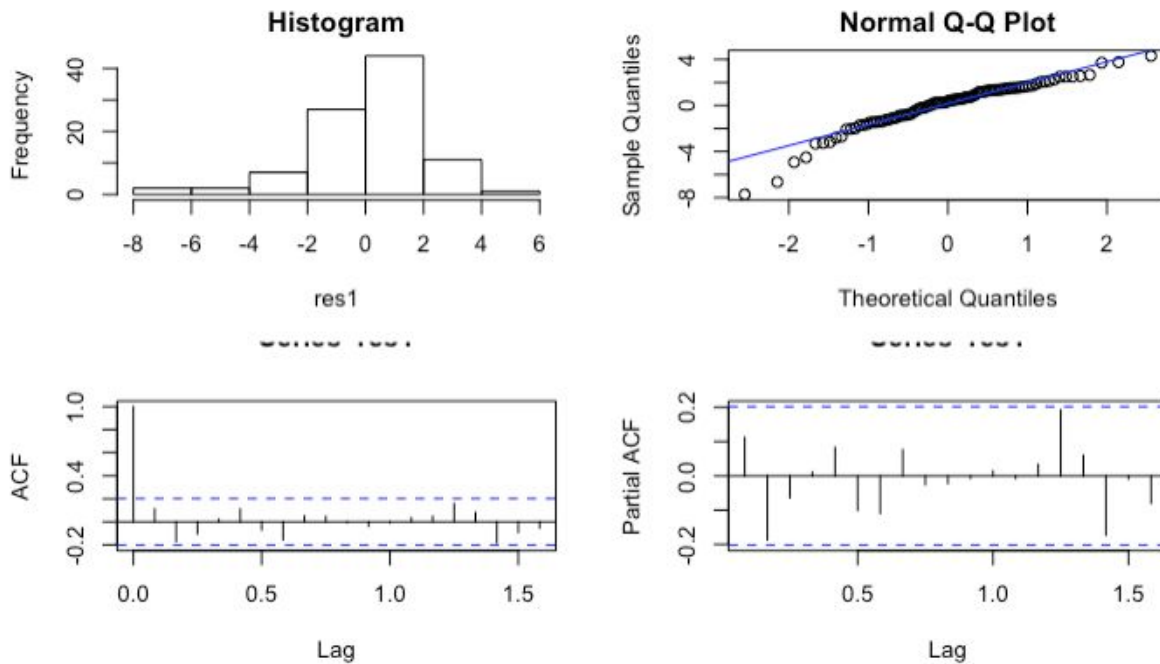 Histogram
Frequency
0 20 40
-8 -6 -4 -2 0 2 4 6
res1
Normal Q-Q Plot
Sample Quantiles
-8 -4 0 4
-2 -1 0 1 2
Theoretical Quantiles
ACF
-0.2 0.4 1.0
0.0 0.5 1.0 1.5
Lag
Partial ACF
-0.2 0.0 0.2
0.5 1.0 1.5
Lag